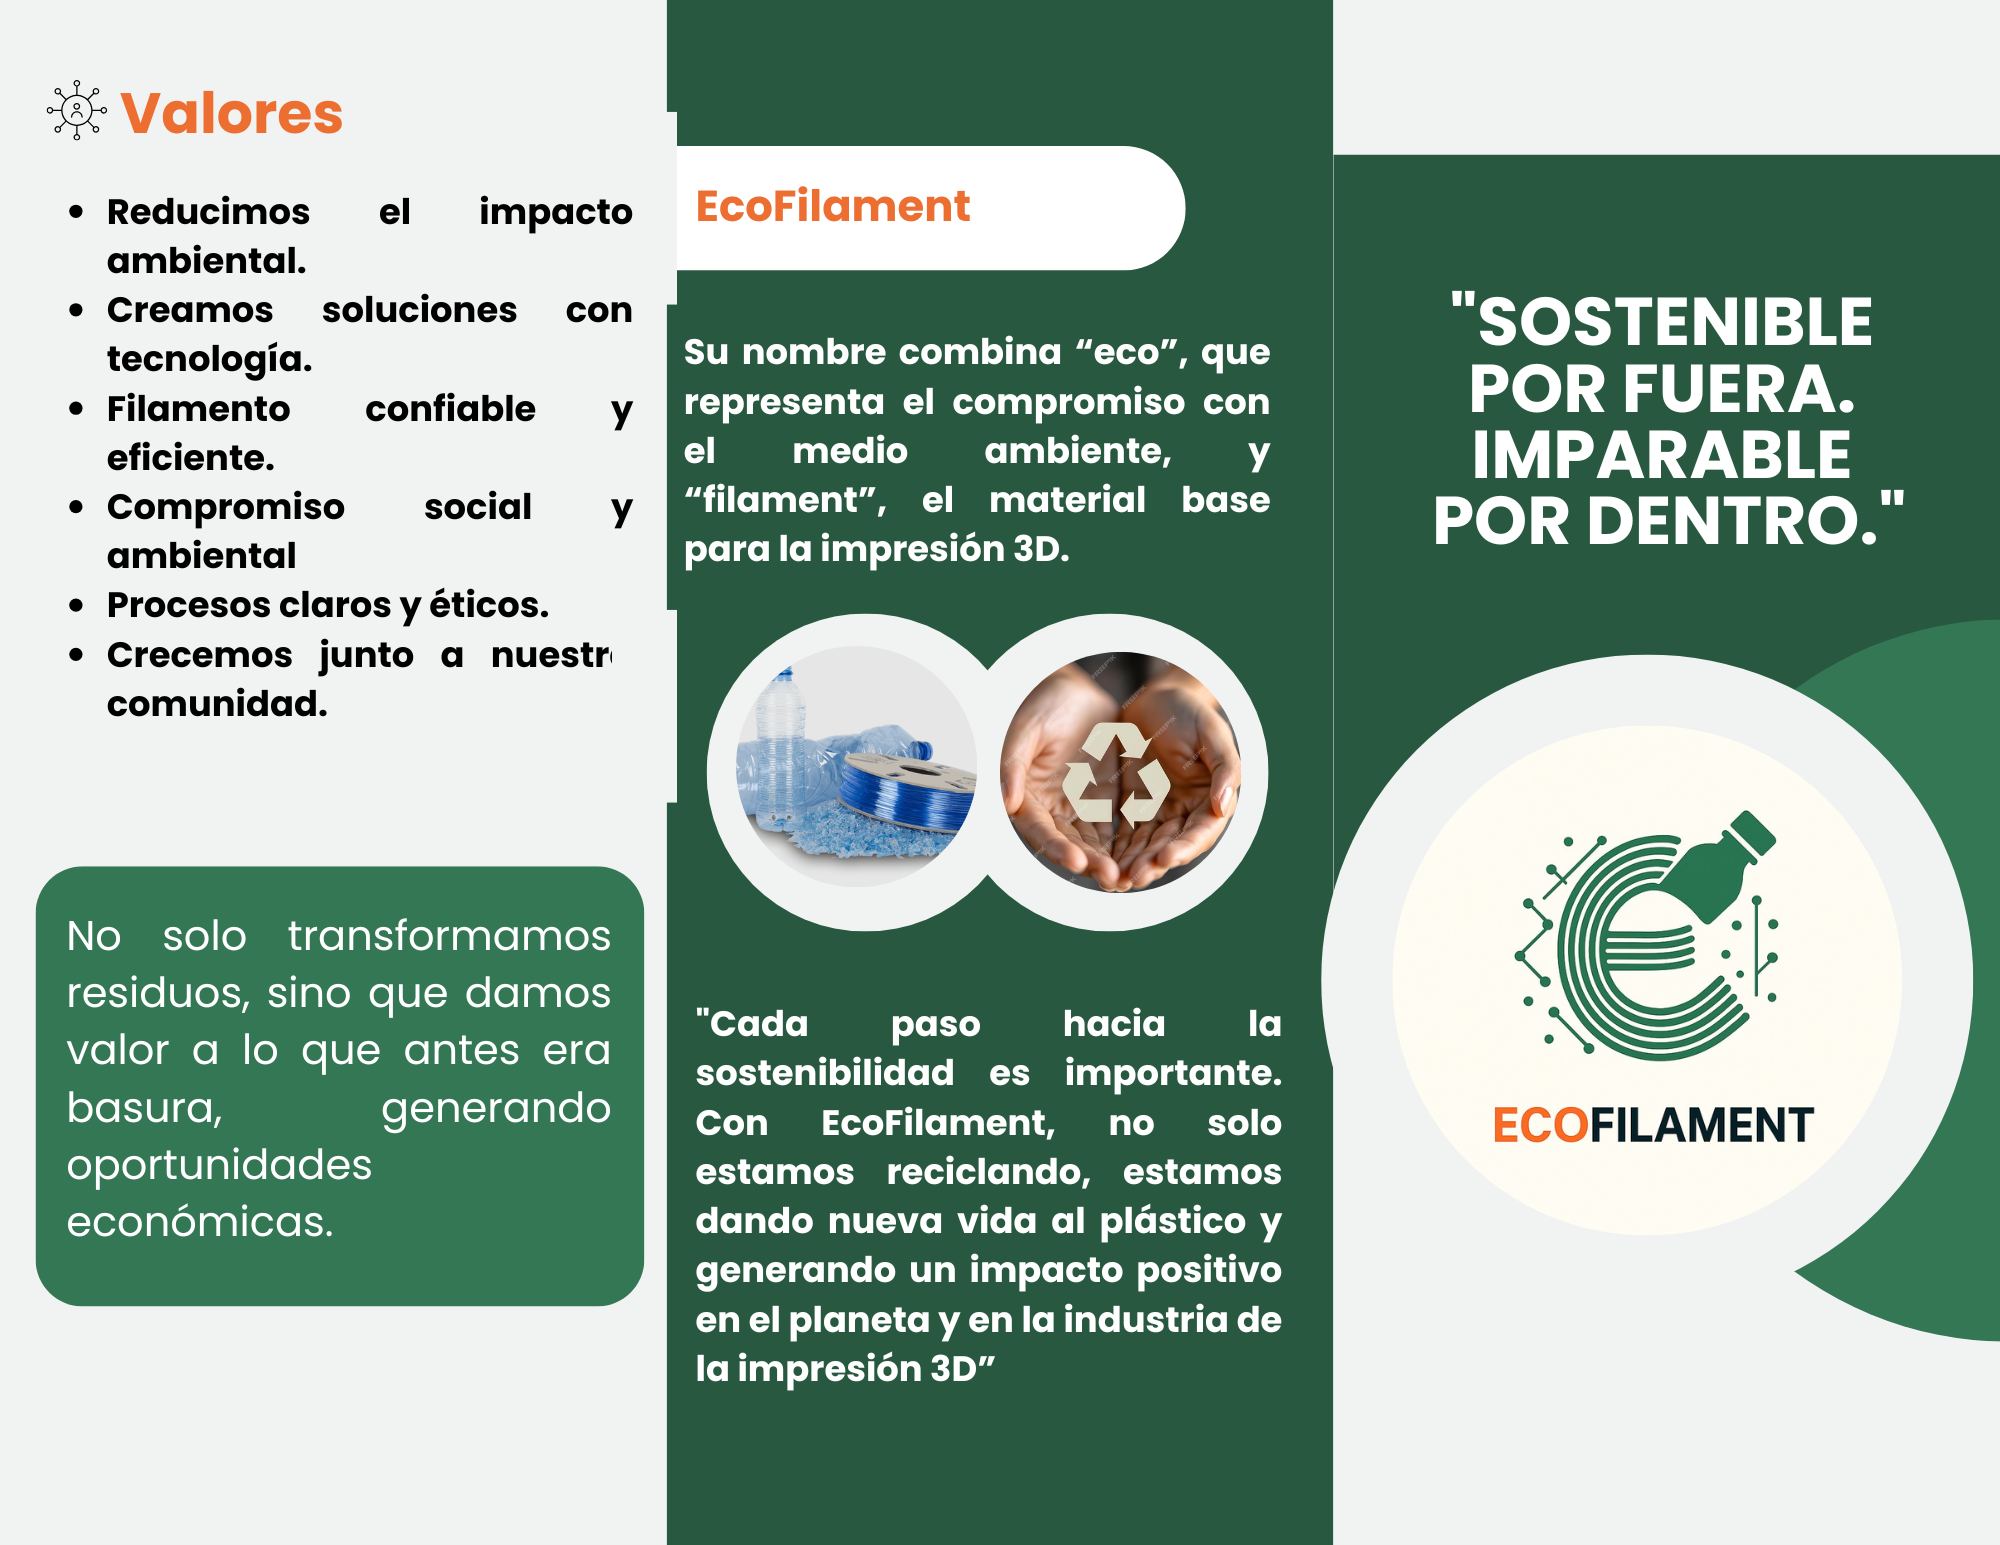 Valores
• Reducimos el impacto
ambiental.
• Creamos soluciones con
tecnología.
• Filamento confiable y
eficiente.
• Compromiso social y
ambiental
• Procesos claros y éticos.
• Crecemos junto a nuestr
comunidad.
No solo transformamos
residuos, sino que damos
valor a lo que antes era
basura, generando
oportunidades
económicas.
EcoFilament
Su nombre combina “eco”, que
representa el compromiso con
el medio ambiente, y
“filament”, el material base
para la impresión 3D.
"Cada paso hacia la
sostenibilidad es importante.
Con EcoFilament, no solo
estamos reciclando, estamos
dando nueva vida al plástico y
generando un impacto positivo
en el planeta y en la industria de
la impresión 3D”
"SOSTENIBLE
POR FUERA.
IMPARABLE
POR DENTRO."
ECOFILAMENT